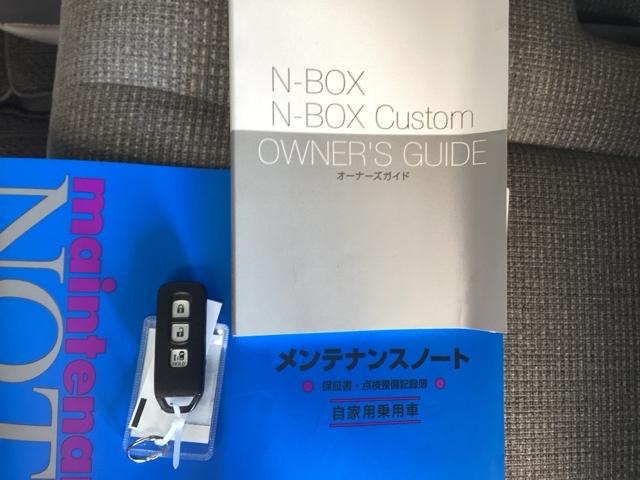 N-BOX
N-BOX Custom
OWNER'S GUIDE
オーナーズガイド
maintena
NOT
メンテナンスノート
保証書・点検整備記録簿
自家用乗用車
HOLD